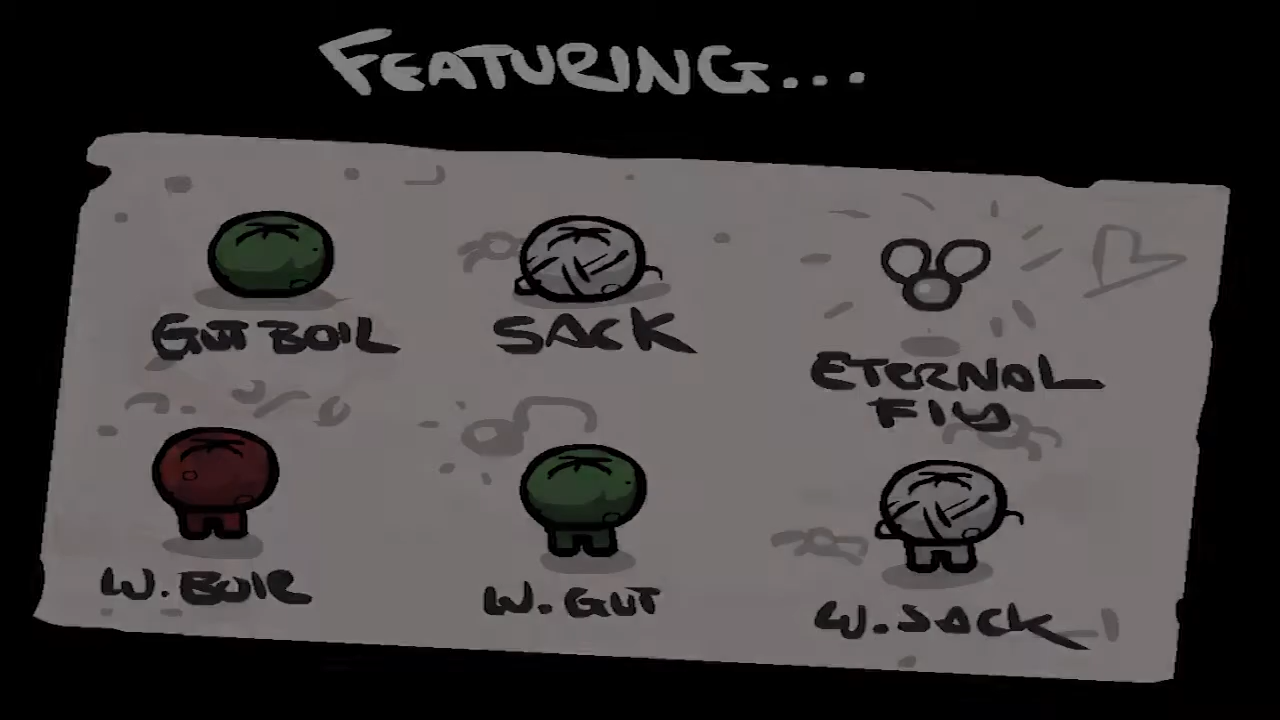 FEATURING...
GUT BOIL
SACK
ETERNAL
FLY
W. BOIL
W. GUT
W. SACK